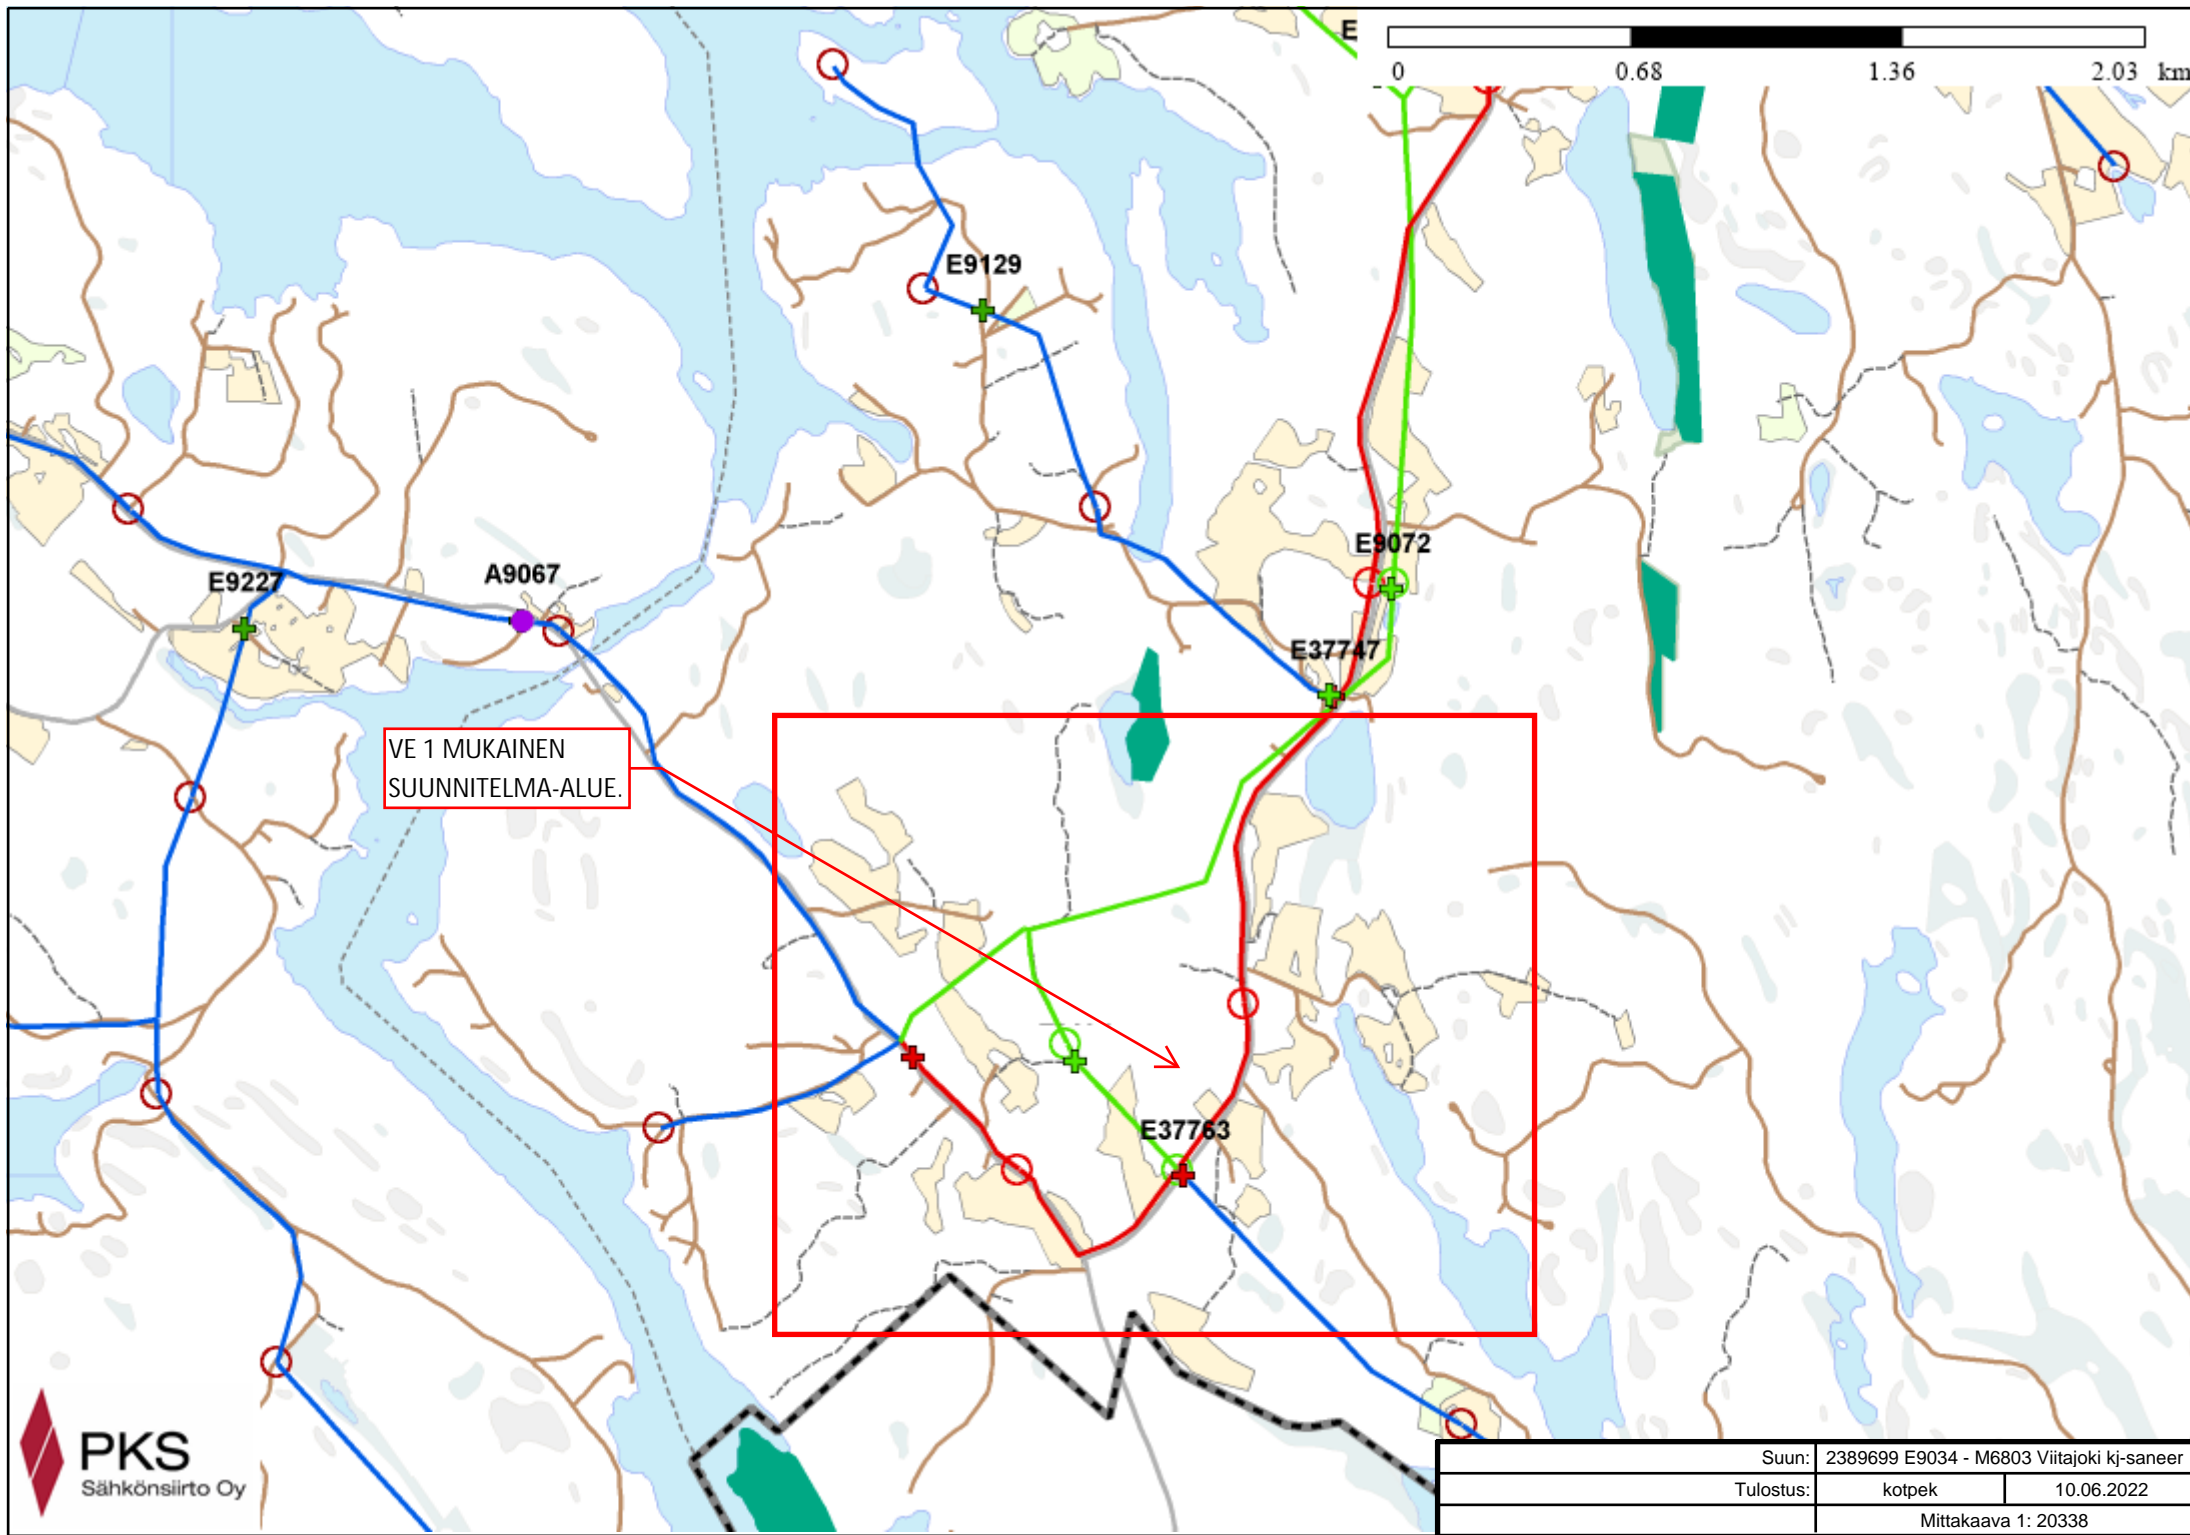 E
0 0.68 1.36 2.03 km
E9129
E9072
E9227
A9067
E37747
VE 1 MUKAINEN
SUUNNITELMA-ALUE.
E37763
PKS
Sähkönsiirto Oy
Suun: 2389699 E9034 - M6803 Viitajoki kj-saneer
Tulostus: kotpek 10.06.2022
Mittakaava 1: 20338